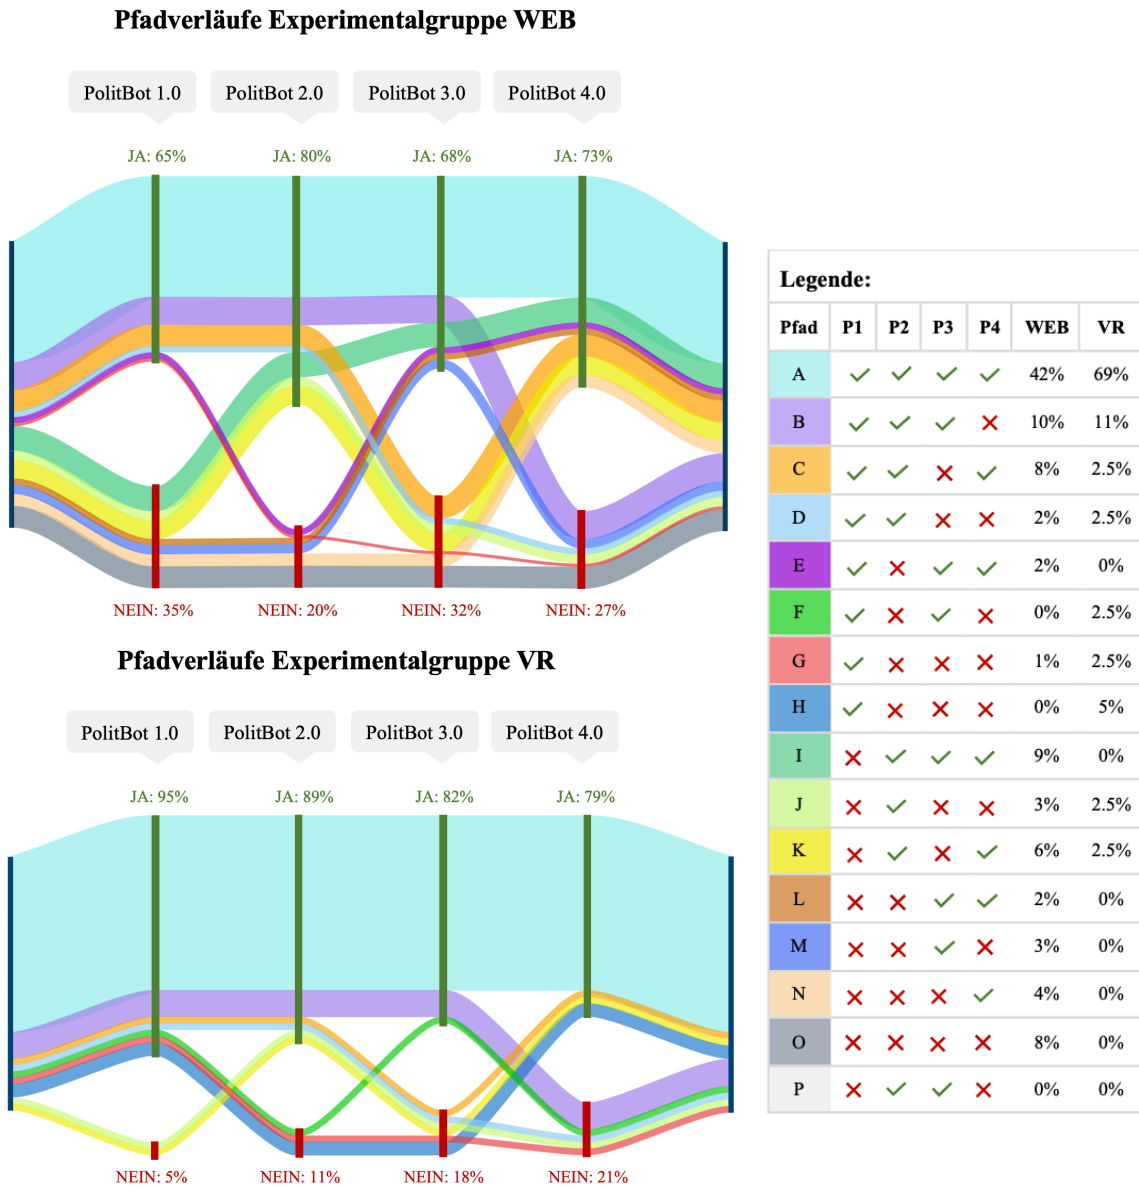 Pfadverläufe Experimentalgruppe WEB
PolitBot 1.0 PolitBot 2.0 PolitBot 3.0 PolitBot 4.0
JA: 65% JA: 80% JA: 68% JA: 73%
NEIN: 35% NEIN: 20% NEIN: 32% NEIN: 27%
Pfadverläufe Experimentalgruppe VR
PolitBot 1.0 PolitBot 2.0 PolitBot 3.0 PolitBot 4.0
JA: 95% JA: 89% JA: 82% JA: 79%
NEIN: 5% NEIN: 11% NEIN: 18% NEIN: 21%
Legende:
Pfad P1 P2 P3 P4 WEB VR
A 42% 69%
B 10% 11%
C 8% 2.5%
D 2% 2.5%
E 2% 0%
F 0% 2.5%
G 1% 2.5%
H 0% 5%
I 9% 0%
J 3% 2.5%
K 6% 2.5%
L 2% 0%
M 3% 0%
N 4% 0%
O 8% 0%
P 0% 0%